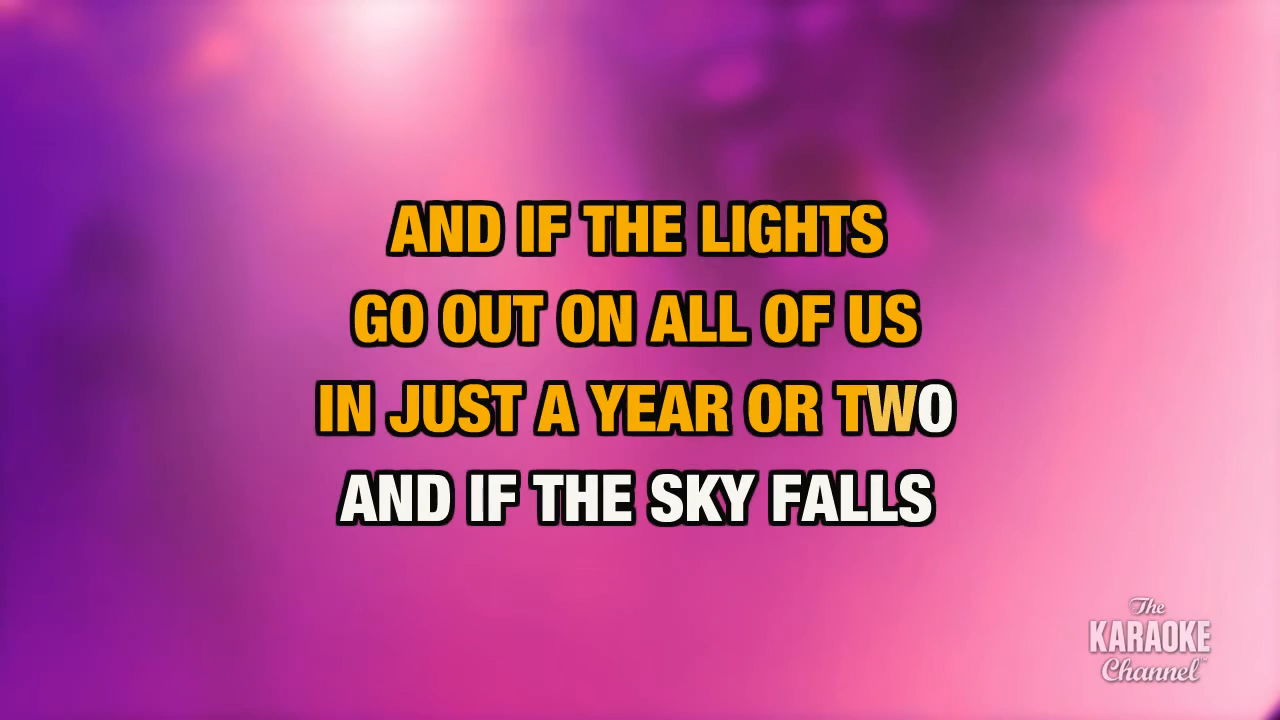 AND IF THE LIGHTS
GO OUT ON ALL OF US
IN JUST A YEAR OR TWO
AND IF THE SKY FALLS
The
KARAOKE
Channel™